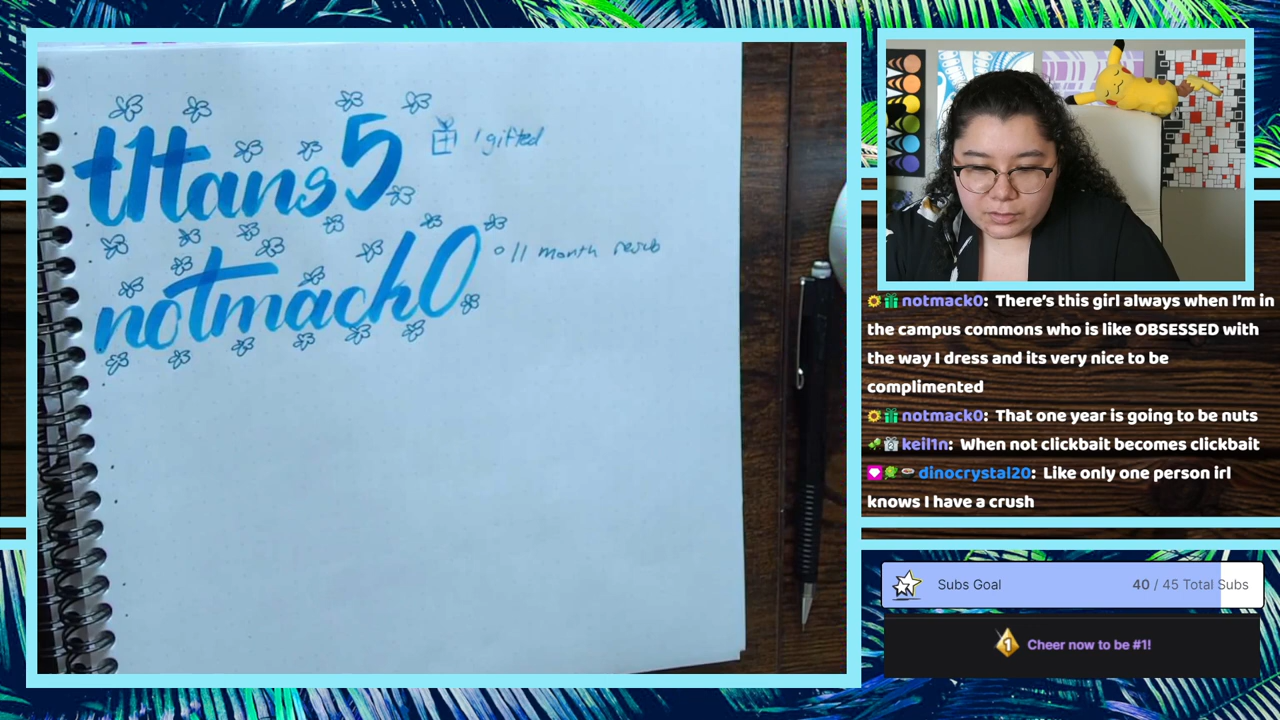 t1tans5
1 gifted
notmack0
11 month resub
notmack0: There's this girl always when I'm in
the campus commons who is like OBSESSED with
the way I dress and its very nice to be
complimented
notmack0: That one year is going to be nuts
keil1n: When not clickbait becomes clickbait
dinocrystal20: Like only one person irl
knows I have a crush
Subs Goal 40 / 45 Total Subs
1 Cheer now to be #1!